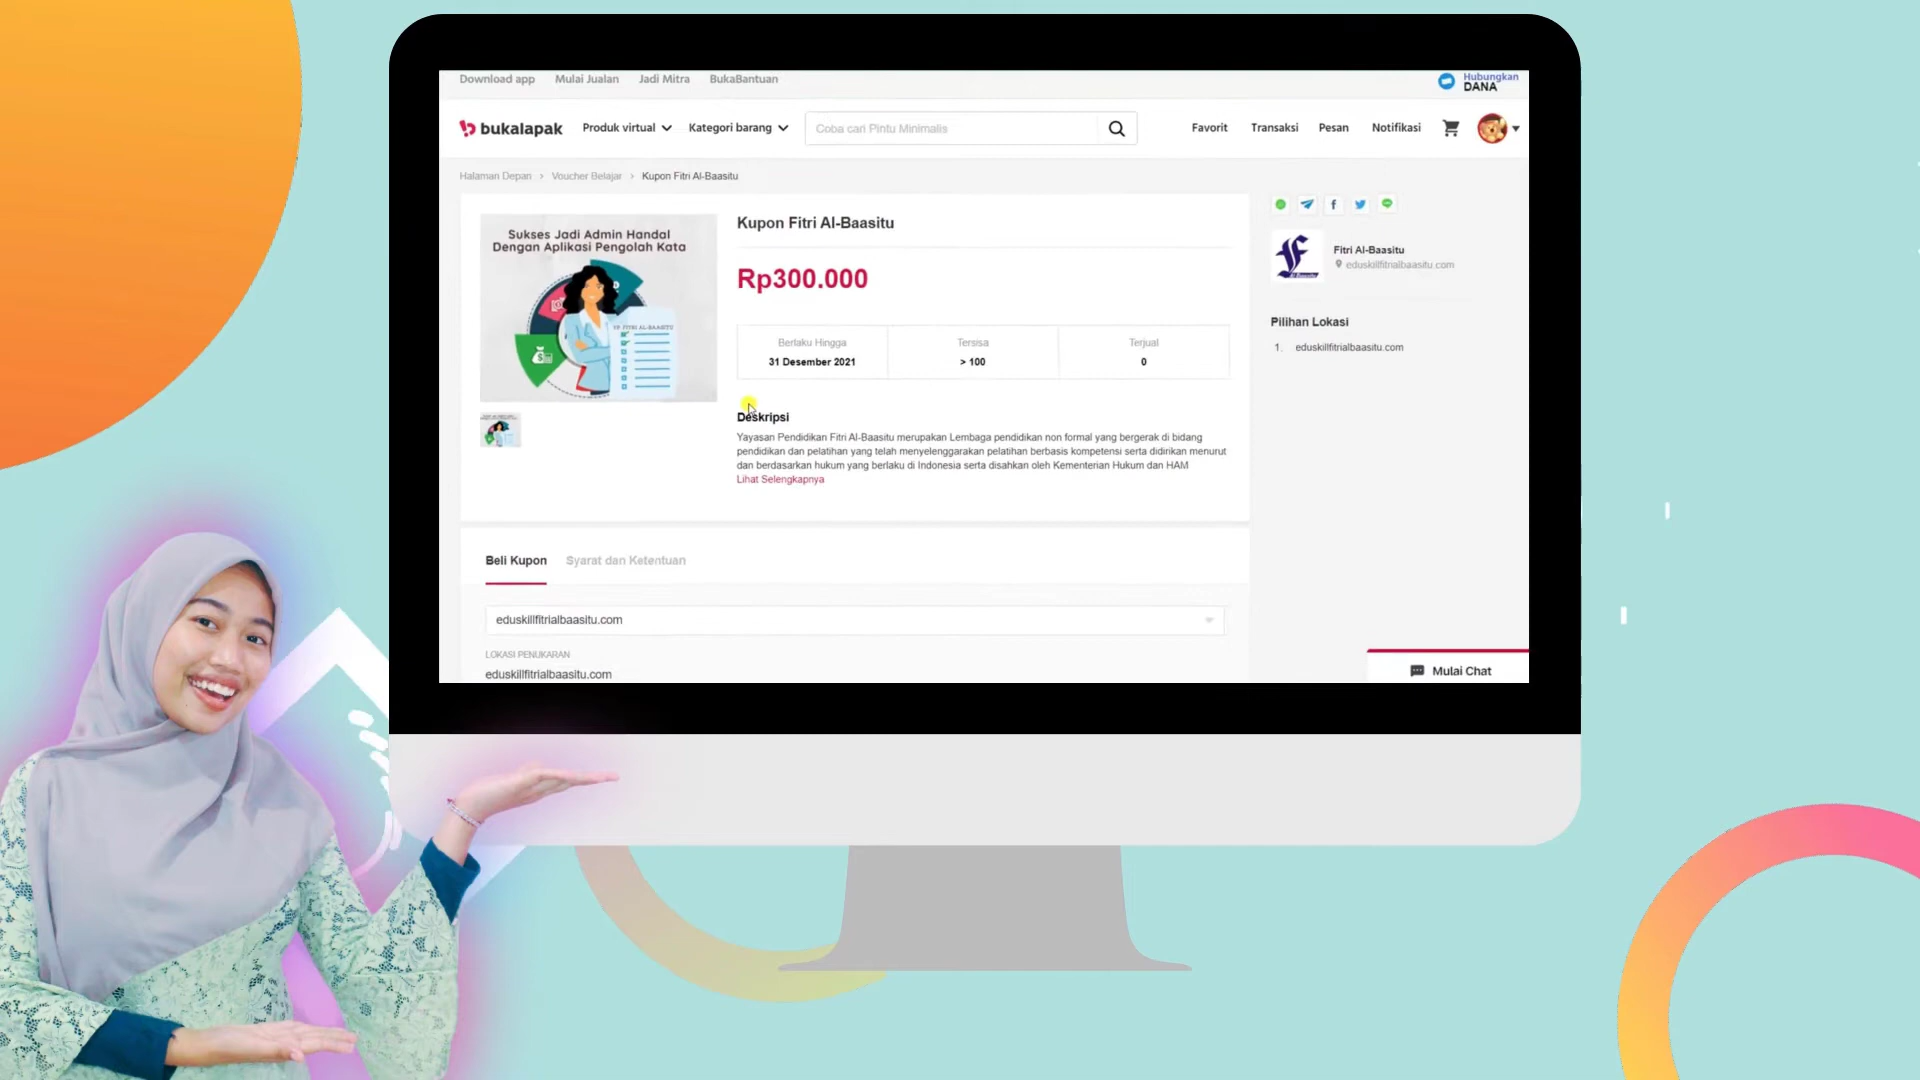 Download app Mulai Jualan Jadi Mitra BukaBantuan
Hubungkan
DANA
bukalapak Produk virtual Kategori barang Coba cari Pintu Minimalis Favorit Transaksi Pesan Notifikasi
Halaman Depan > Voucher Belajar > Kupon Fitri Al-Baasitu
Sukses Jadi Admin Handal
Dengan Aplikasi Pengolah Kata
YP FITRI AL-BAASITU
Kupon Fitri Al-Baasitu
Rp300.000
Berlaku Hingga Tersisa Terjual
31 Desember 2021 > 100 0
Deskripsi
Yayasan Pendidikan Fitri Al-Baasitu merupakan Lembaga pendidikan non formal yang bergerak di bidang
pendidikan dan pelatihan yang telah menyelenggarakan pelatihan berbasis kompetensi serta didirikan menurut
dan berdasarkan hukum yang berlaku di Indonesia serta disahkan oleh Kementerian Hukum dan HAM
Lihat Selengkapnya
Fitri Al-Baasitu
eduskillfitrialbaasitu.com
Pilihan Lokasi
1. eduskillfitrialbaasitu.com
Beli Kupon Syarat dan Ketentuan
eduskillfitrialbaasitu.com
LOKASI PENUKARAN
eduskillfitrialbaasitu.com
Mulai Chat